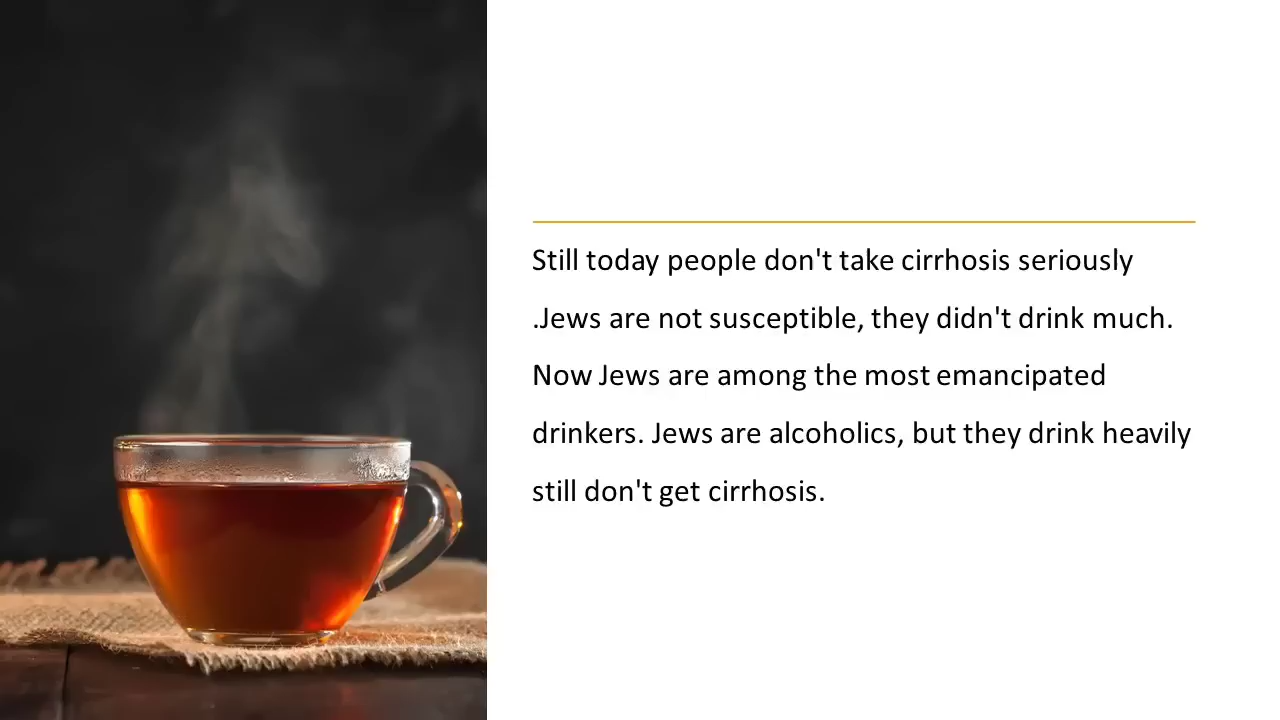 Still today people don't take cirrhosis seriously
.Jews are not susceptible, they didn't drink much.
Now Jews are among the most emancipated
drinkers. Jews are alcoholics, but they drink heavily
still don't get cirrhosis.